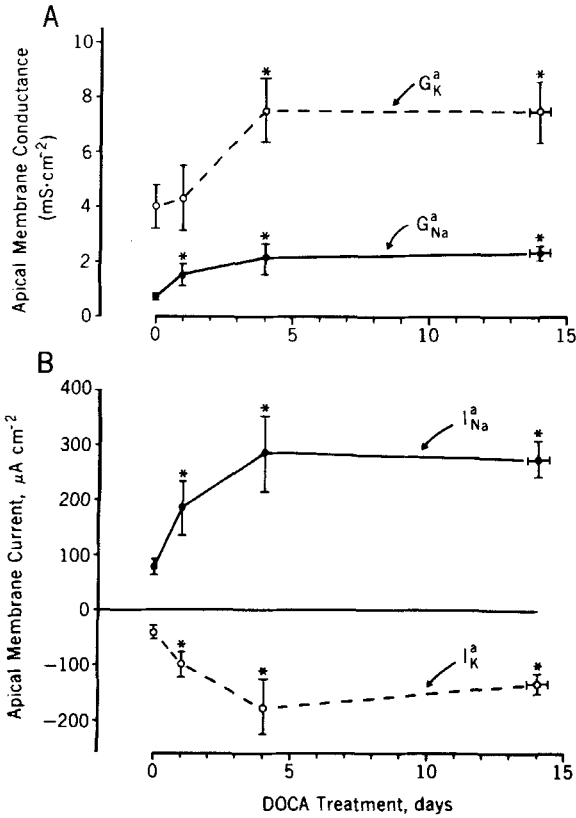 A
Apical Membrane Conductance
(mS·cm⁻²)
10
8
6
4
2
0
* * 
G^a_K
* * *
G^a_Na
0 5 10 15
B
Apical Membrane Current, μA cm⁻²
400
300
200
100
0
−100
−200
* * *
I^a_Na
* * *
I^a_K
0 5 10 15
DOCA Treatment, days